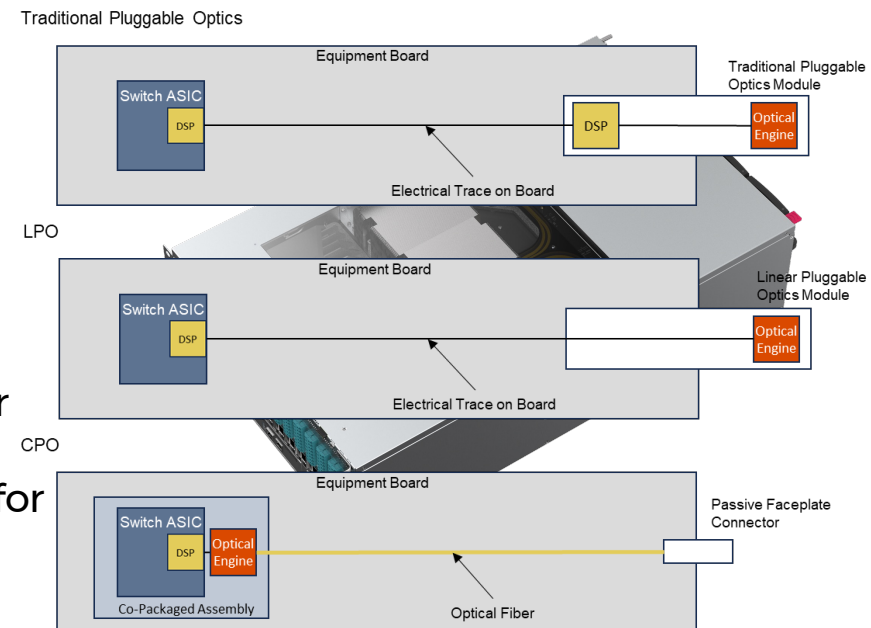 Traditional Pluggable Optics
Equipment Board
Traditional Pluggable
Optics Module
Switch ASIC
DSP
DSP
Optical
Engine
Electrical Trace on Board
LPO
Equipment Board
Linear Pluggable
Optics Module
Switch ASIC
DSP
Optical
Engine
Electrical Trace on Board
r
CPO
for
Equipment Board
Passive Faceplate
Connector
Switch ASIC
DSP
Optical
Engine
Co-Packaged Assembly
Optical Fiber